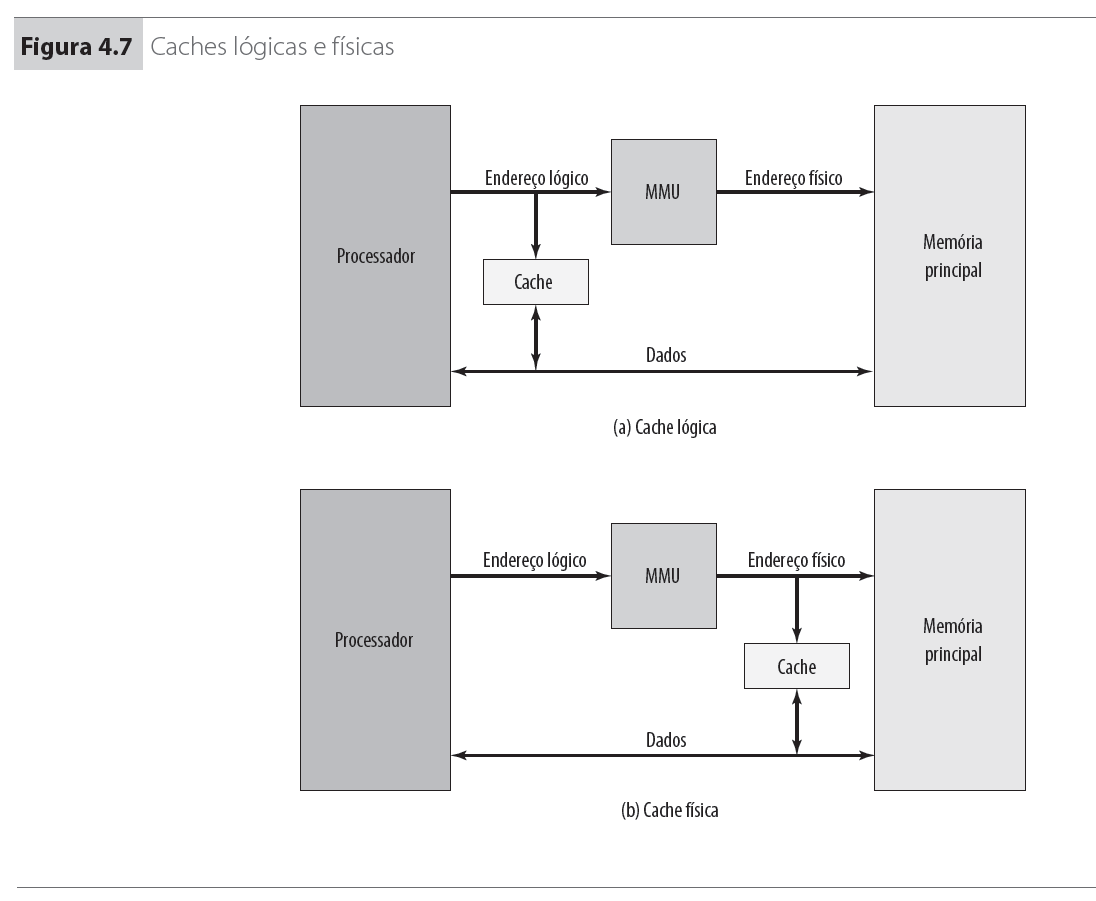 Figura 4.7 Caches lógicas e físicas
Endereço lógico
MMU
Endereço físico
Processador
Cache
Memória
principal
Dados
(a) Cache lógica
Endereço lógico
MMU
Endereço físico
Processador
Cache
Memória
principal
Dados
(b) Cache física